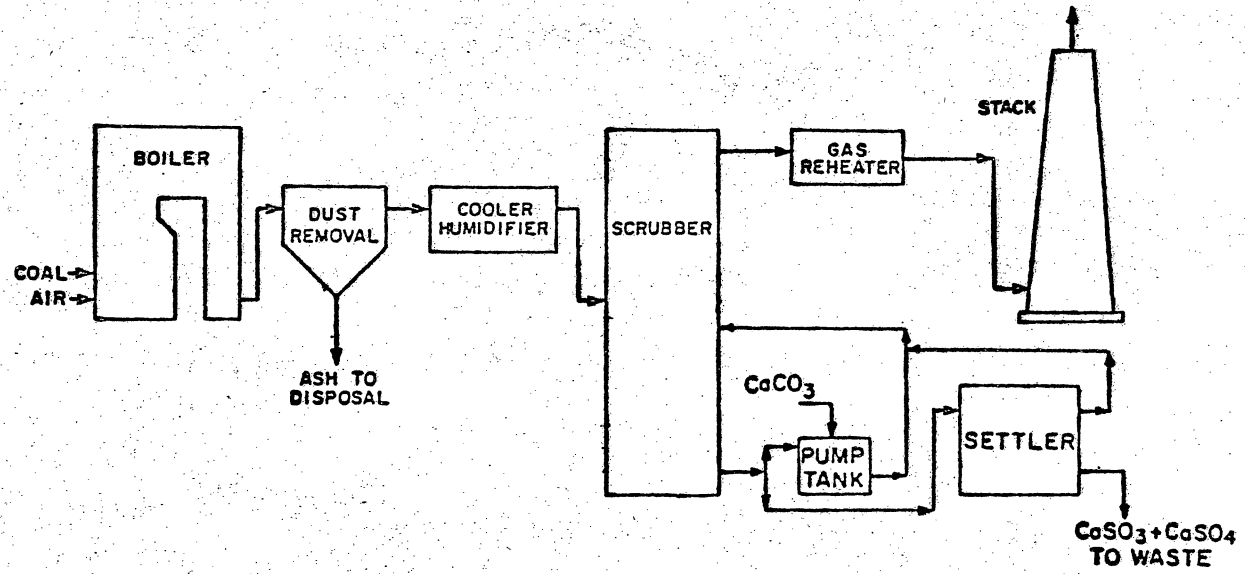 STACK
BOILER
GAS
REHEATER
DUST
REMOVAL
COOLER
HUMIDIFIER
SCRUBBER
COAL
AIR
ASH TO
DISPOSAL
CaCO3
PUMP
TANK
SETTLER
CaSO3+CaSO4
TO WASTE